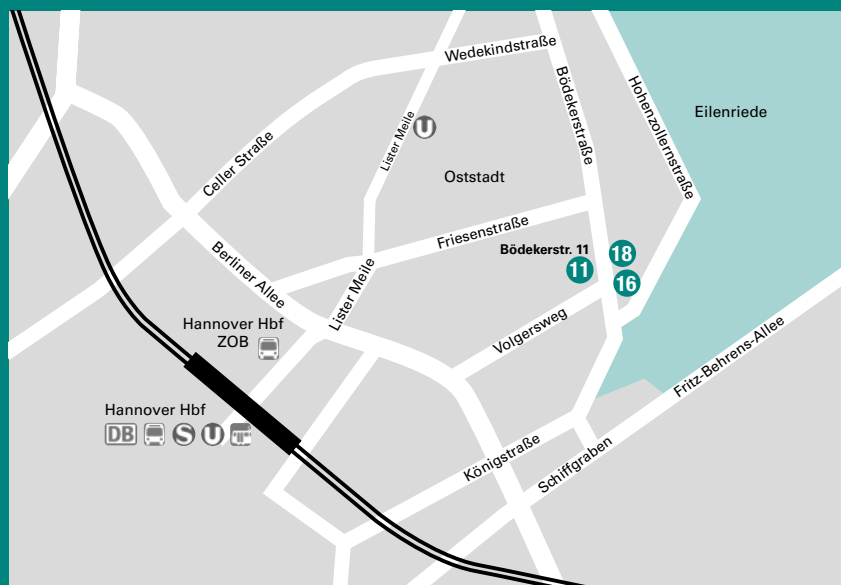 Wedekindstraße
Bödekerstraße
Hohenzollernstraße
Eilenriede
Celler Straße
Lister Meile
U
Oststadt
Friesenstraße
Bödekerstr. 11
11
18
16
Berliner Allee
Lister Meile
Hannover Hbf
ZOB
Volgersweg
Fritz-Behrens-Allee
Hannover Hbf
DB
S
U
Königstraße
Schiffgraben